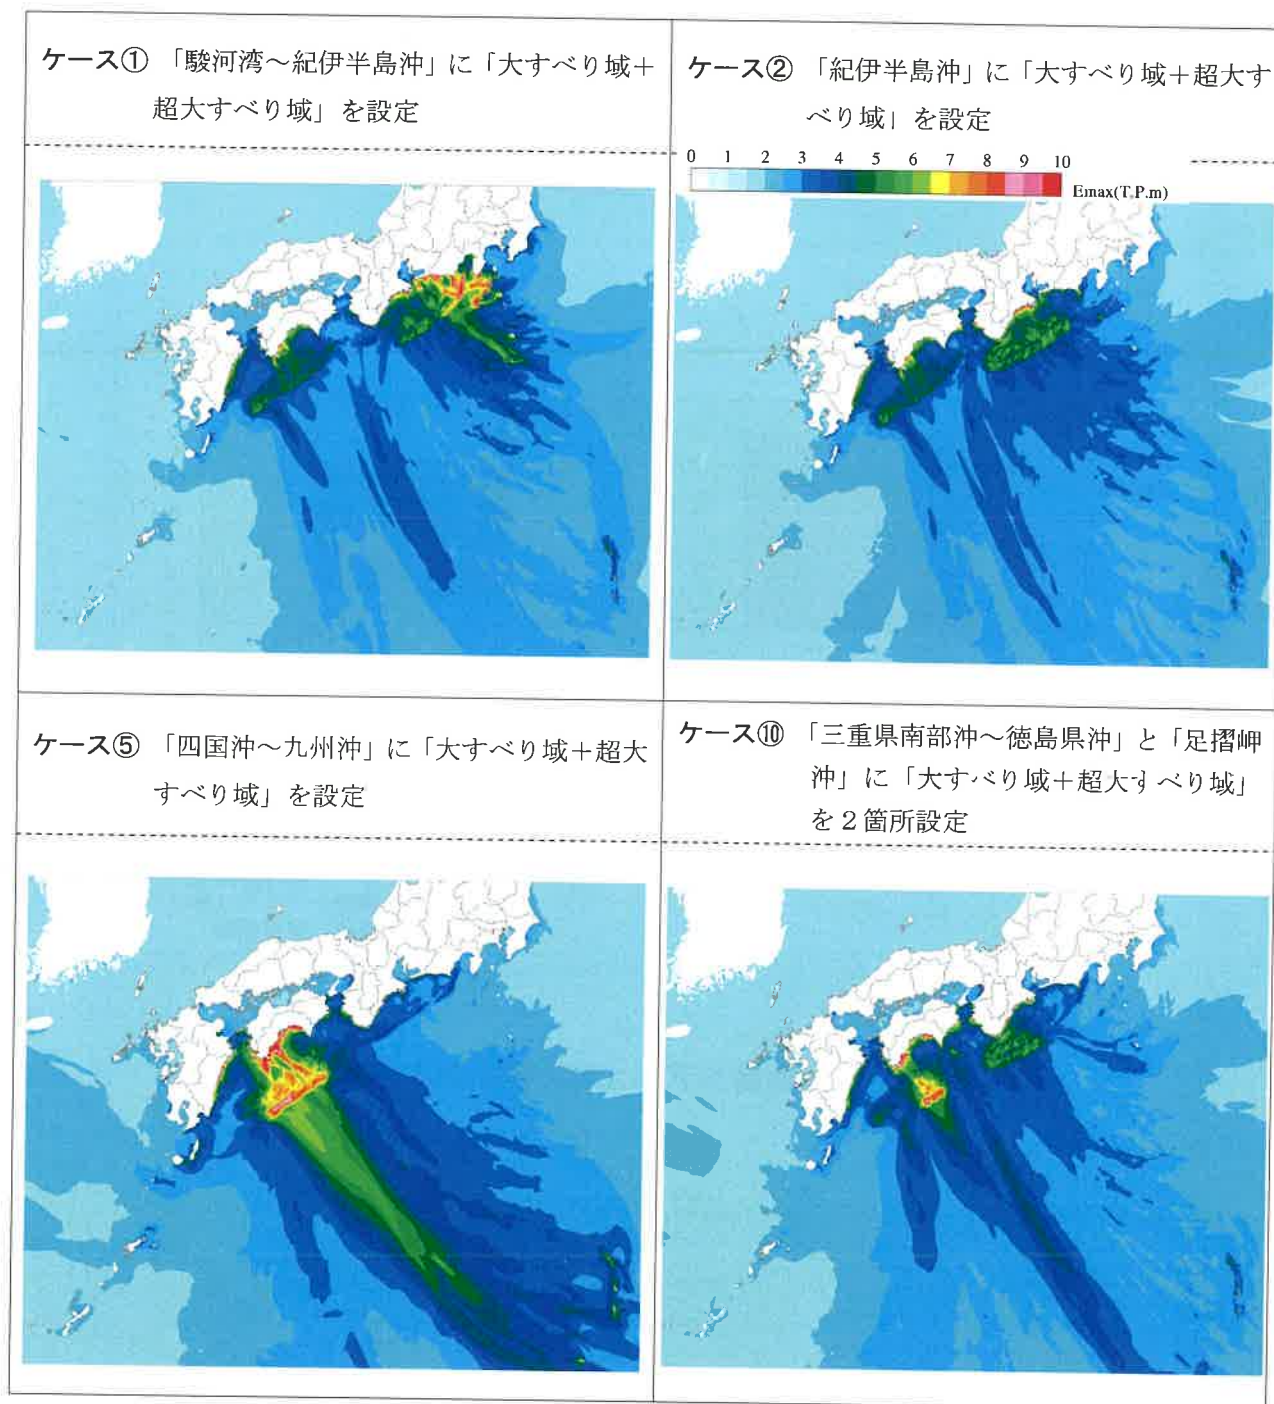 ケース① 「駿河湾～紀伊半島沖」に「大すべり域＋
超大すべり域」を設定
ケース② 「紀伊半島沖」に「大すべり域＋超大す
べり域」を設定
0 1 2 3 4 5 6 7 8 9 10
Emax(T.P.m)
ケース⑤ 「四国沖～九州沖」に「大すべり域＋超大
すべり域」を設定
ケース⑩ 「三重県南部沖～徳島県沖」と「足摺岬
沖」に「大すべり域＋超大すべり域」
を２箇所設定